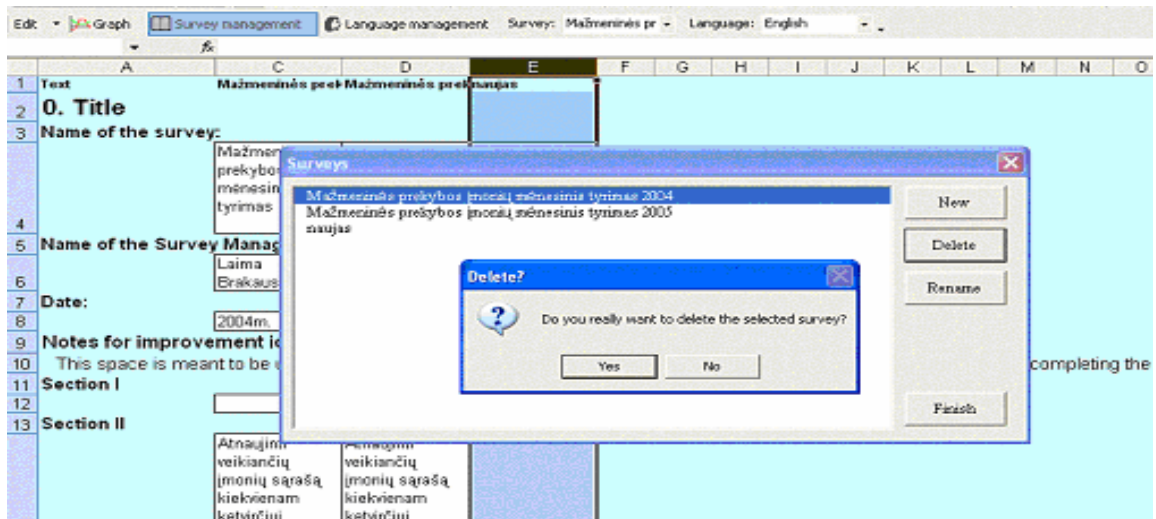 Edit Graph Survey management Language management Survey: Mažmeninės pr Language: English
fx
A C D E F G H I J K L M N O
1 Text Mažmeninės prek Mažmeninės prek naujas
2 0. Title
3 Name of the survey:
Mažmen
prekybos
mėnesin
tyrimas
4
5 Name of the Survey Manag
Laima
6 Brakaus
7 Date:
8 2004m.
9 Notes for improvement id
10 This space is meant to be u completing the
11 Section I
12
13 Section II
Atnaujinti
veikiančių veikiančių
įmonių sąrašą įmonių sąrašą
kiekvienam kiekvienam
ketvirčiui ketvirčiui
Surveys
Mažmeninės prekybos įmonių mėnesinis tyrimas 2004
Mažmeninės prekybos įmonių mėnesinis tyrimas 2005
naujas
New
Delete
Rename
Finish
Delete?
Do you really want to delete the selected survey?
Yes No